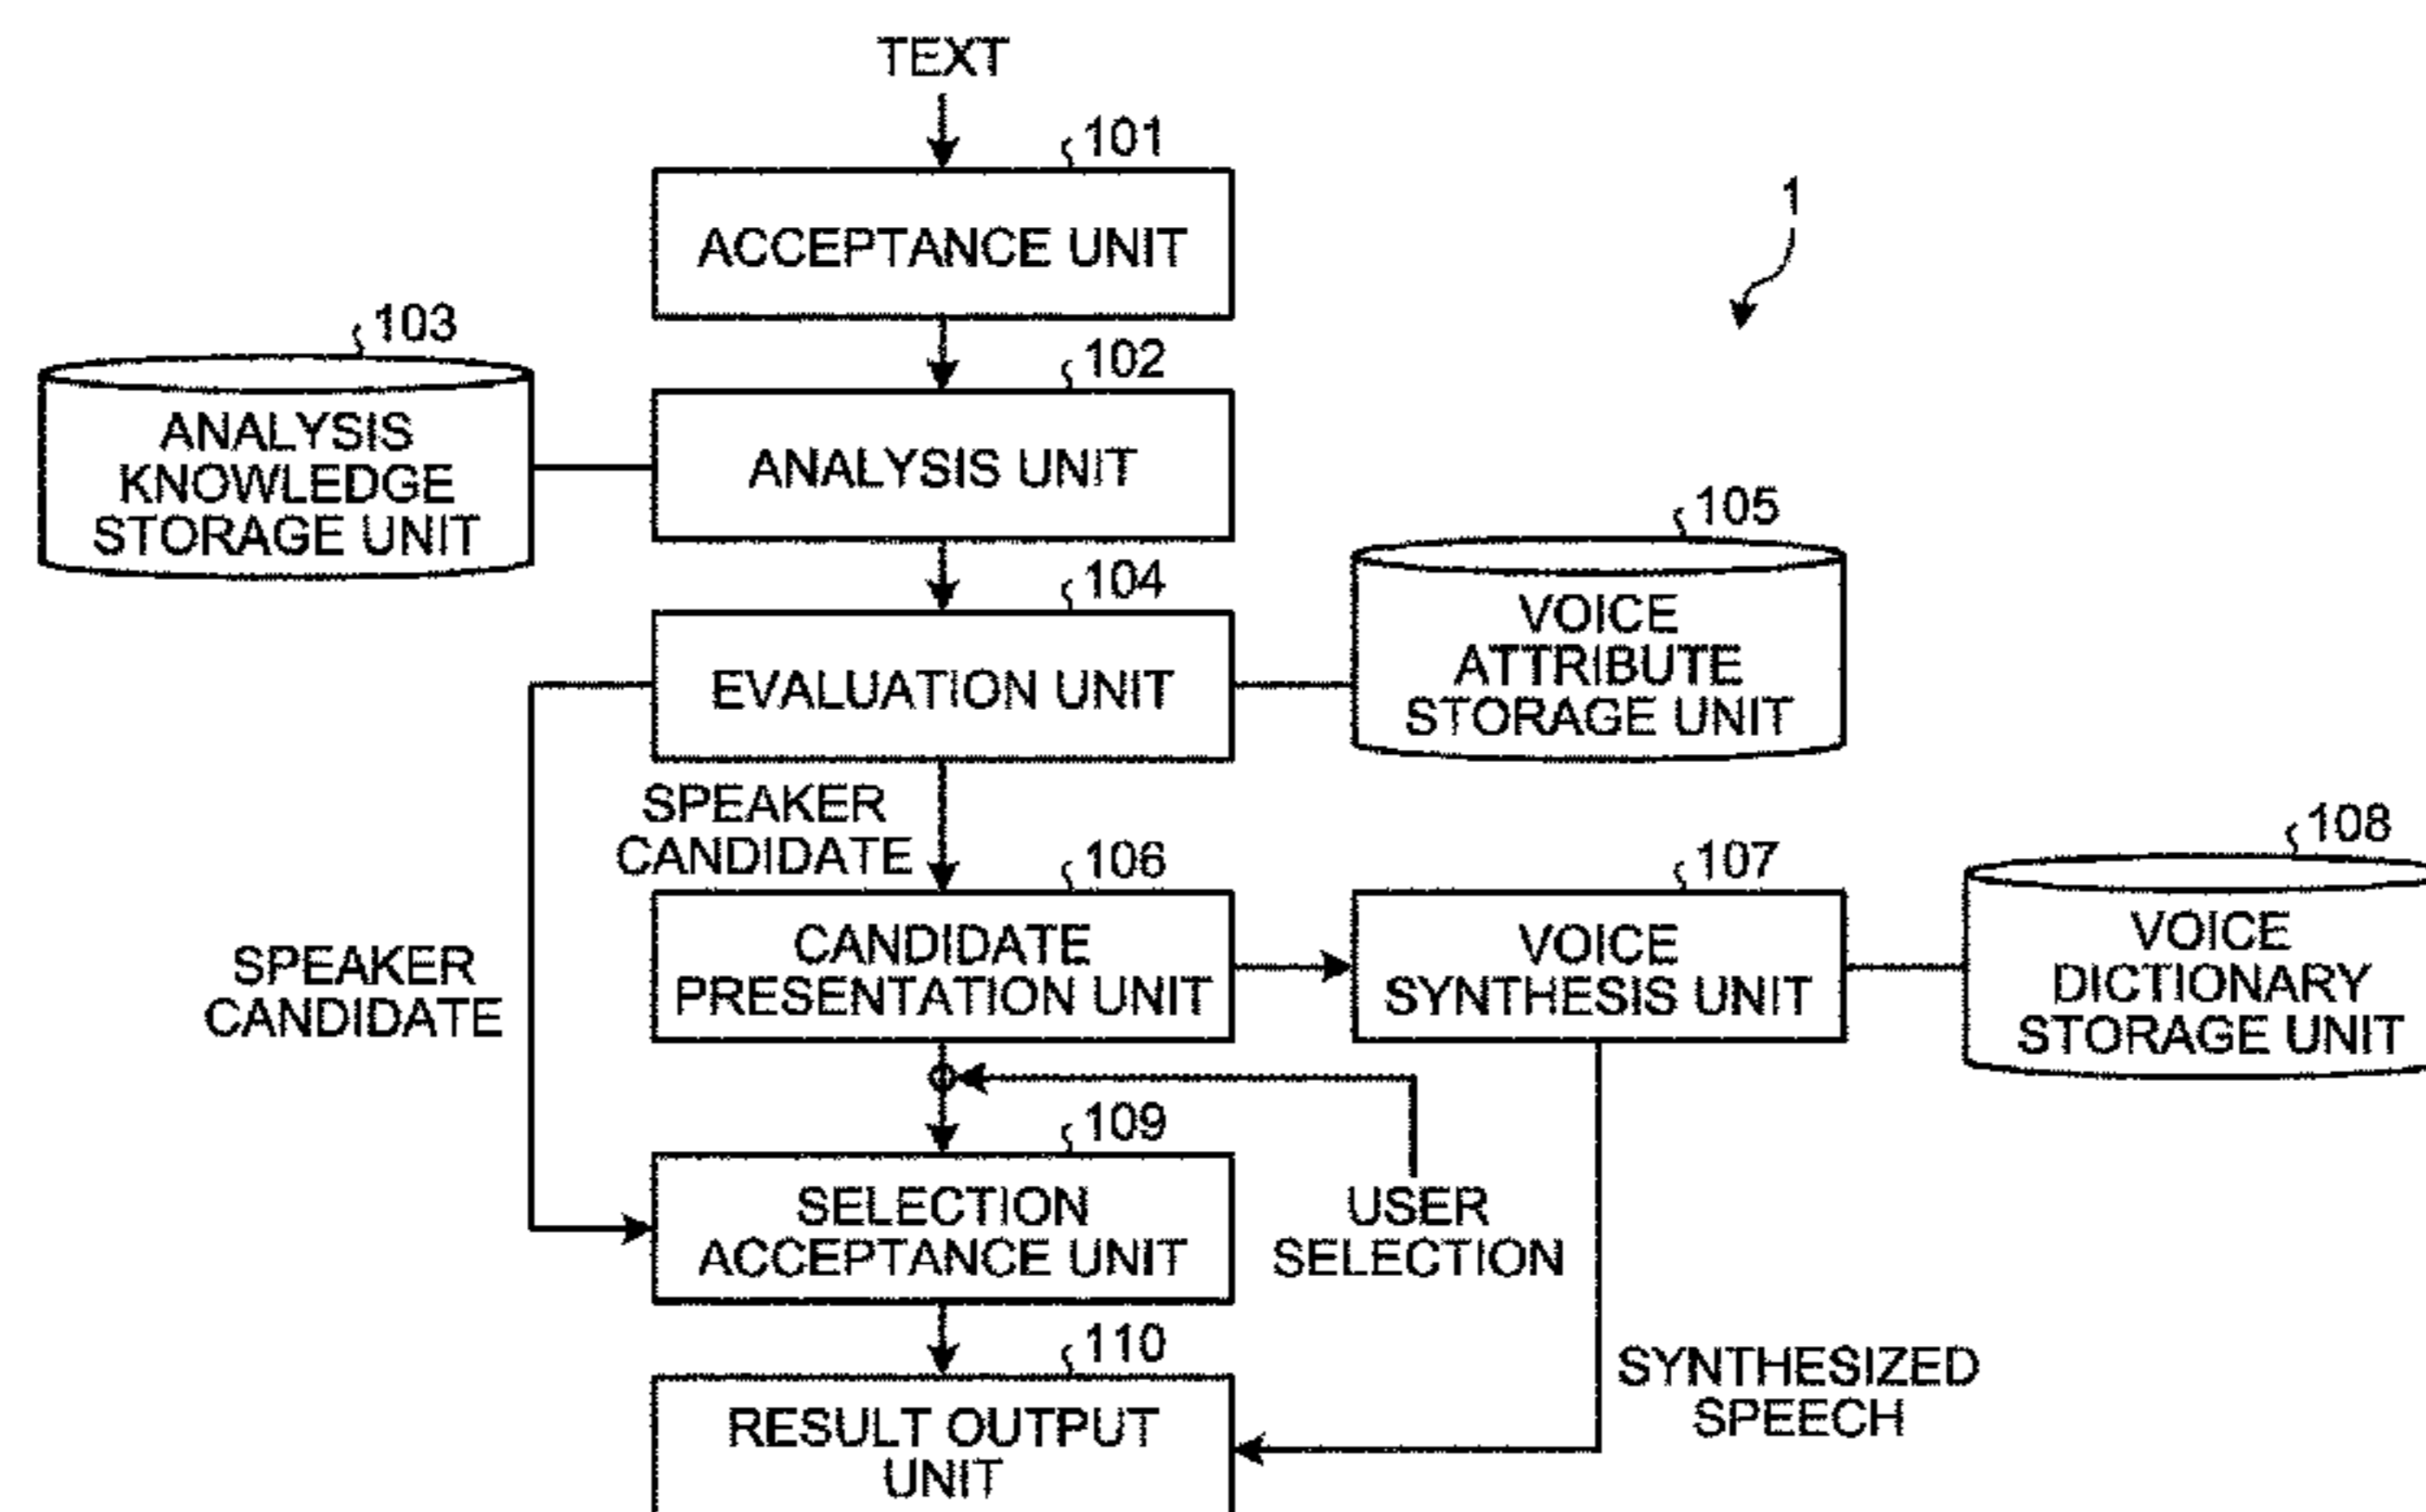 TEXT
101
ACCEPTANCE UNIT
1
103
102
ANALYSIS
KNOWLEDGE
STORAGE UNIT
ANALYSIS UNIT
105
104
VOICE
ATTRIBUTE
STORAGE UNIT
EVALUATION UNIT
SPEAKER
CANDIDATE
106
107
108
SPEAKER
CANDIDATE
CANDIDATE
PRESENTATION UNIT
VOICE
SYNTHESIS UNIT
VOICE
DICTIONARY
STORAGE UNIT
109
SELECTION
ACCEPTANCE UNIT
USER
SELECTION
110
RESULT OUTPUT
UNIT
SYNTHESIZED
SPEECH